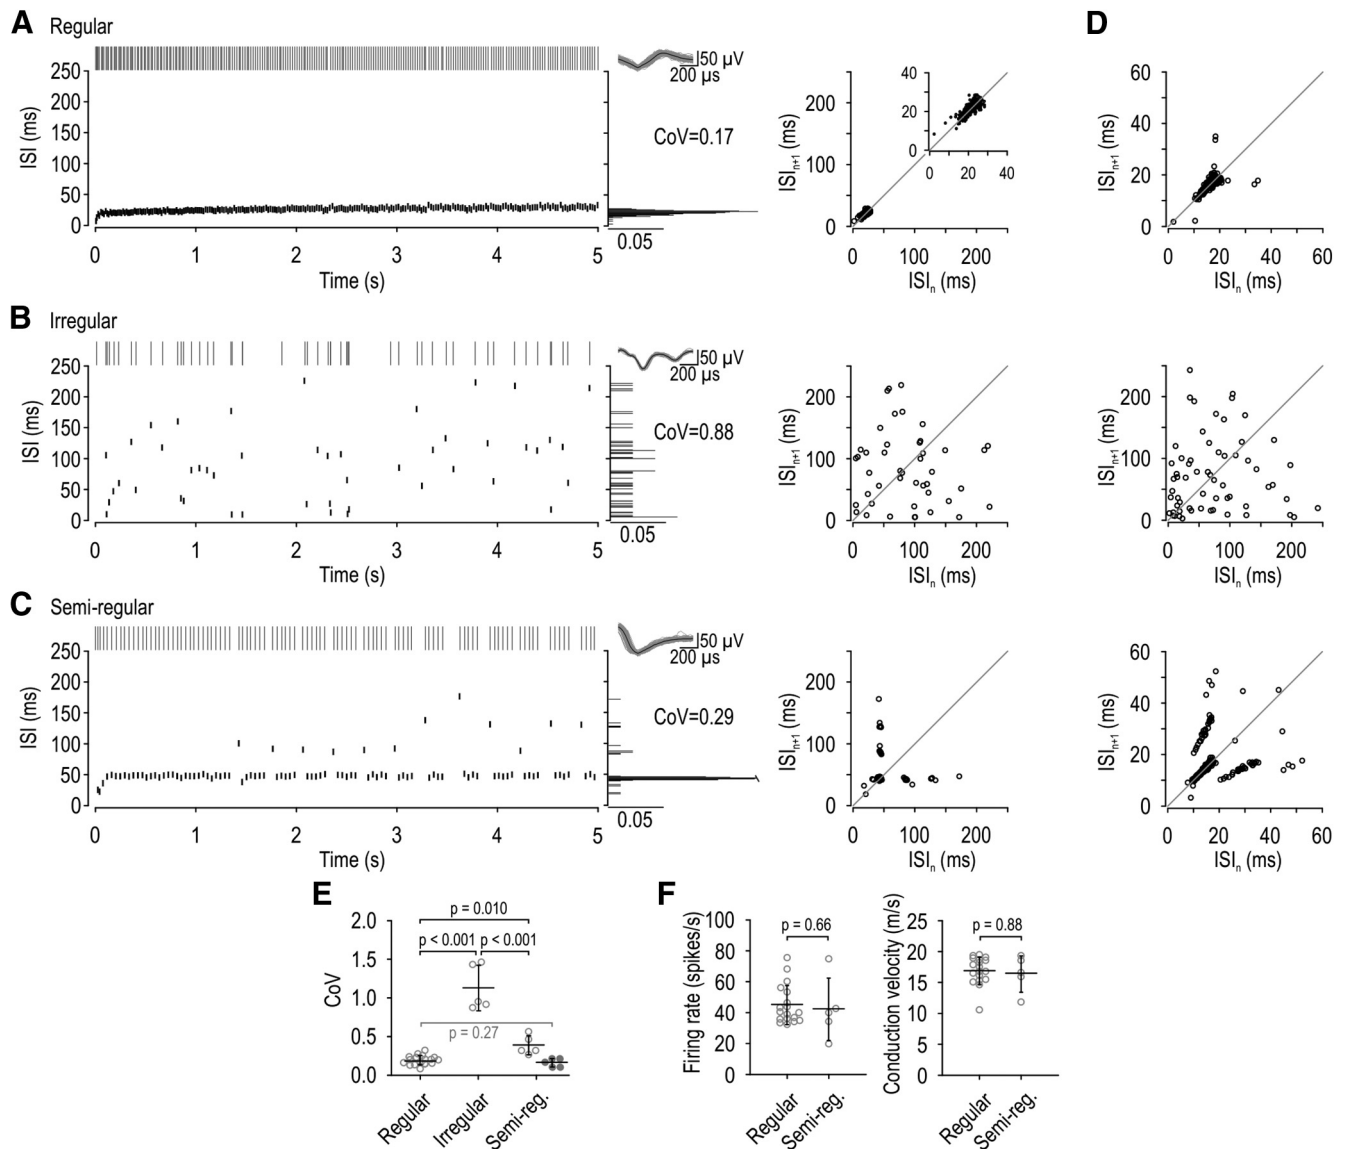 A Regular
250
200
150
100
50
0
ISI (ms)
0 1 2 3 4 5
Time (s)
50 µV
200 µs
CoV=0.17
0.05
200
100
0
ISIn+1 (ms)
0 100 200
ISIn (ms)
40
20
0
0 20 40
D
60
40
20
0
ISIn+1 (ms)
0 20 40 60
ISIn (ms)
B Irregular
250
200
150
100
50
0
ISI (ms)
0 1 2 3 4 5
Time (s)
50 µV
200 µs
CoV=0.88
0.05
200
100
0
ISIn+1 (ms)
0 100 200
ISIn (ms)
200
100
0
ISIn+1 (ms)
0 100 200
ISIn (ms)
C Semi-regular
250
200
150
100
50
0
ISI (ms)
0 1 2 3 4 5
Time (s)
50 µV
200 µs
CoV=0.29
0.05
200
100
0
ISIn+1 (ms)
0 100 200
ISIn (ms)
60
40
20
0
ISIn+1 (ms)
0 20 40 60
ISIn (ms)
E
2.0
1.5
1.0
0.5
0.0
CoV
p = 0.010
p < 0.001 p < 0.001
p = 0.27
Regular Irregular Semi-reg.
F
100
80
60
40
20
0
Firing rate (spikes/s)
p = 0.66
Regular Semi-reg.
25
20
15
10
5
0
Conduction velocity (m/s)
p = 0.88
Regular Semi-reg.